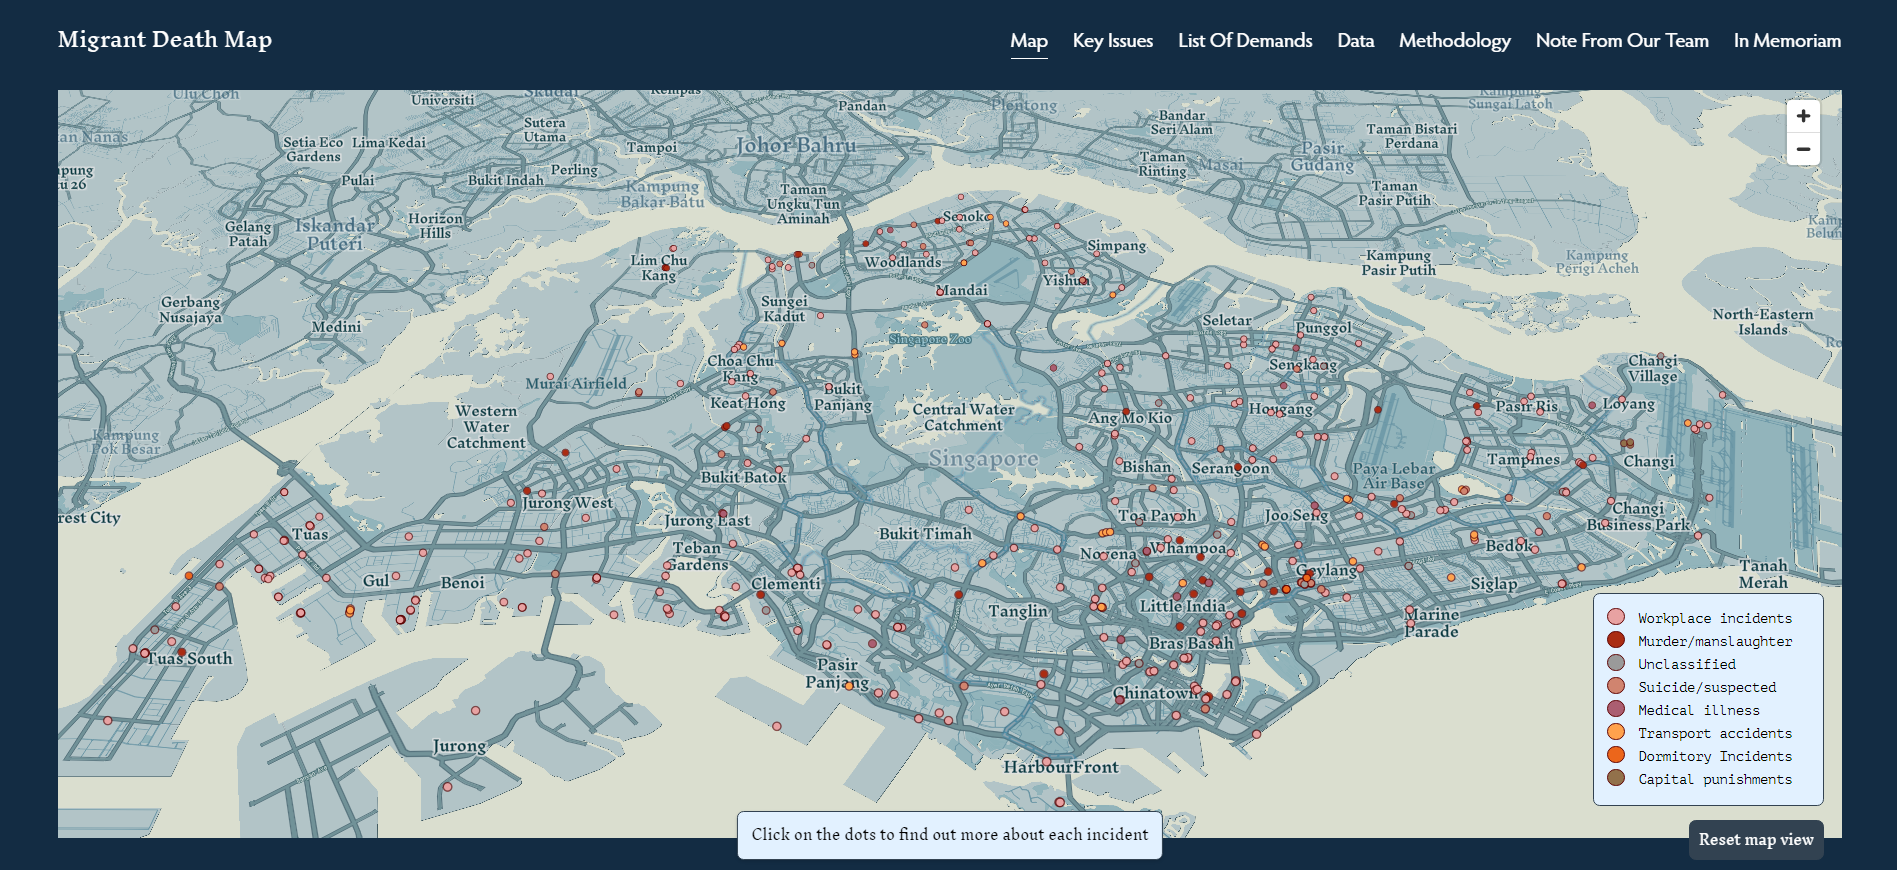 Migrant Death Map
Map
Key Issues
List Of Demands
Data
Methodology
Note From Our Team
In Memoriam
Ulu Choh
Universiti
Skudai
Kempas
Pandan
Plentong
Kampung
Sungai Latoh
Bandar
Seri Alam
Sutera
Utama
Setia Eco
Gardens
Lima Kedai
Tampoi
Johor Bahru
Taman Bistari
Perdana
Taman
Rinting
Masai
Pasir
Gudang
Pulai
Bukit Indah
Perling
Kampung
Bakar Batu
Taman
Ungku Tun
Aminah
Taman
Pasir Putih
Gelang
Patah
Iskandar
Puteri
Horizon
Hills
Senoko
Simpang
Woodlands
Lim Chu
Kang
Kampung
Pasir Putih
Kampung
Perigi Acheh
Yishun
Mandai
Gerbang
Nusajaya
Medini
Sungei
Kadut
Seletar
Punggol
North-Eastern
Islands
Singapore Zoo
Choa Chu
Kang
Sengkang
Changi
Village
Murai Airfield
Bukit
Panjang
Keat Hong
Western
Water
Catchment
Central Water
Catchment
Ang Mo Kio
Hougang
Pasir Ris
Loyang
Kampung
Pok Besar
Singapore
Bishan
Serangoon
Paya Lebar
Air Base
Tampines
Changi
Bukit Batok
Jurong West
Jurong East
Toa Payoh
Joo Seng
Changi
Business Park
Tuas
Bukit Timah
Teban
Gardens
Novena
Whampoa
Bedok
Gul
Benoi
Clementi
Geylang
Siglap
Tanah
Merah
Tanglin
Little India
Marine
Parade
Bras Basah
Tuas South
Pasir
Panjang
Chinatown
Jurong
HarbourFront
Workplace incidents
Murder/manslaughter
Unclassified
Suicide/suspected
Medical illness
Transport accidents
Dormitory Incidents
Capital punishments
Click on the dots to find out more about each incident
Reset map view